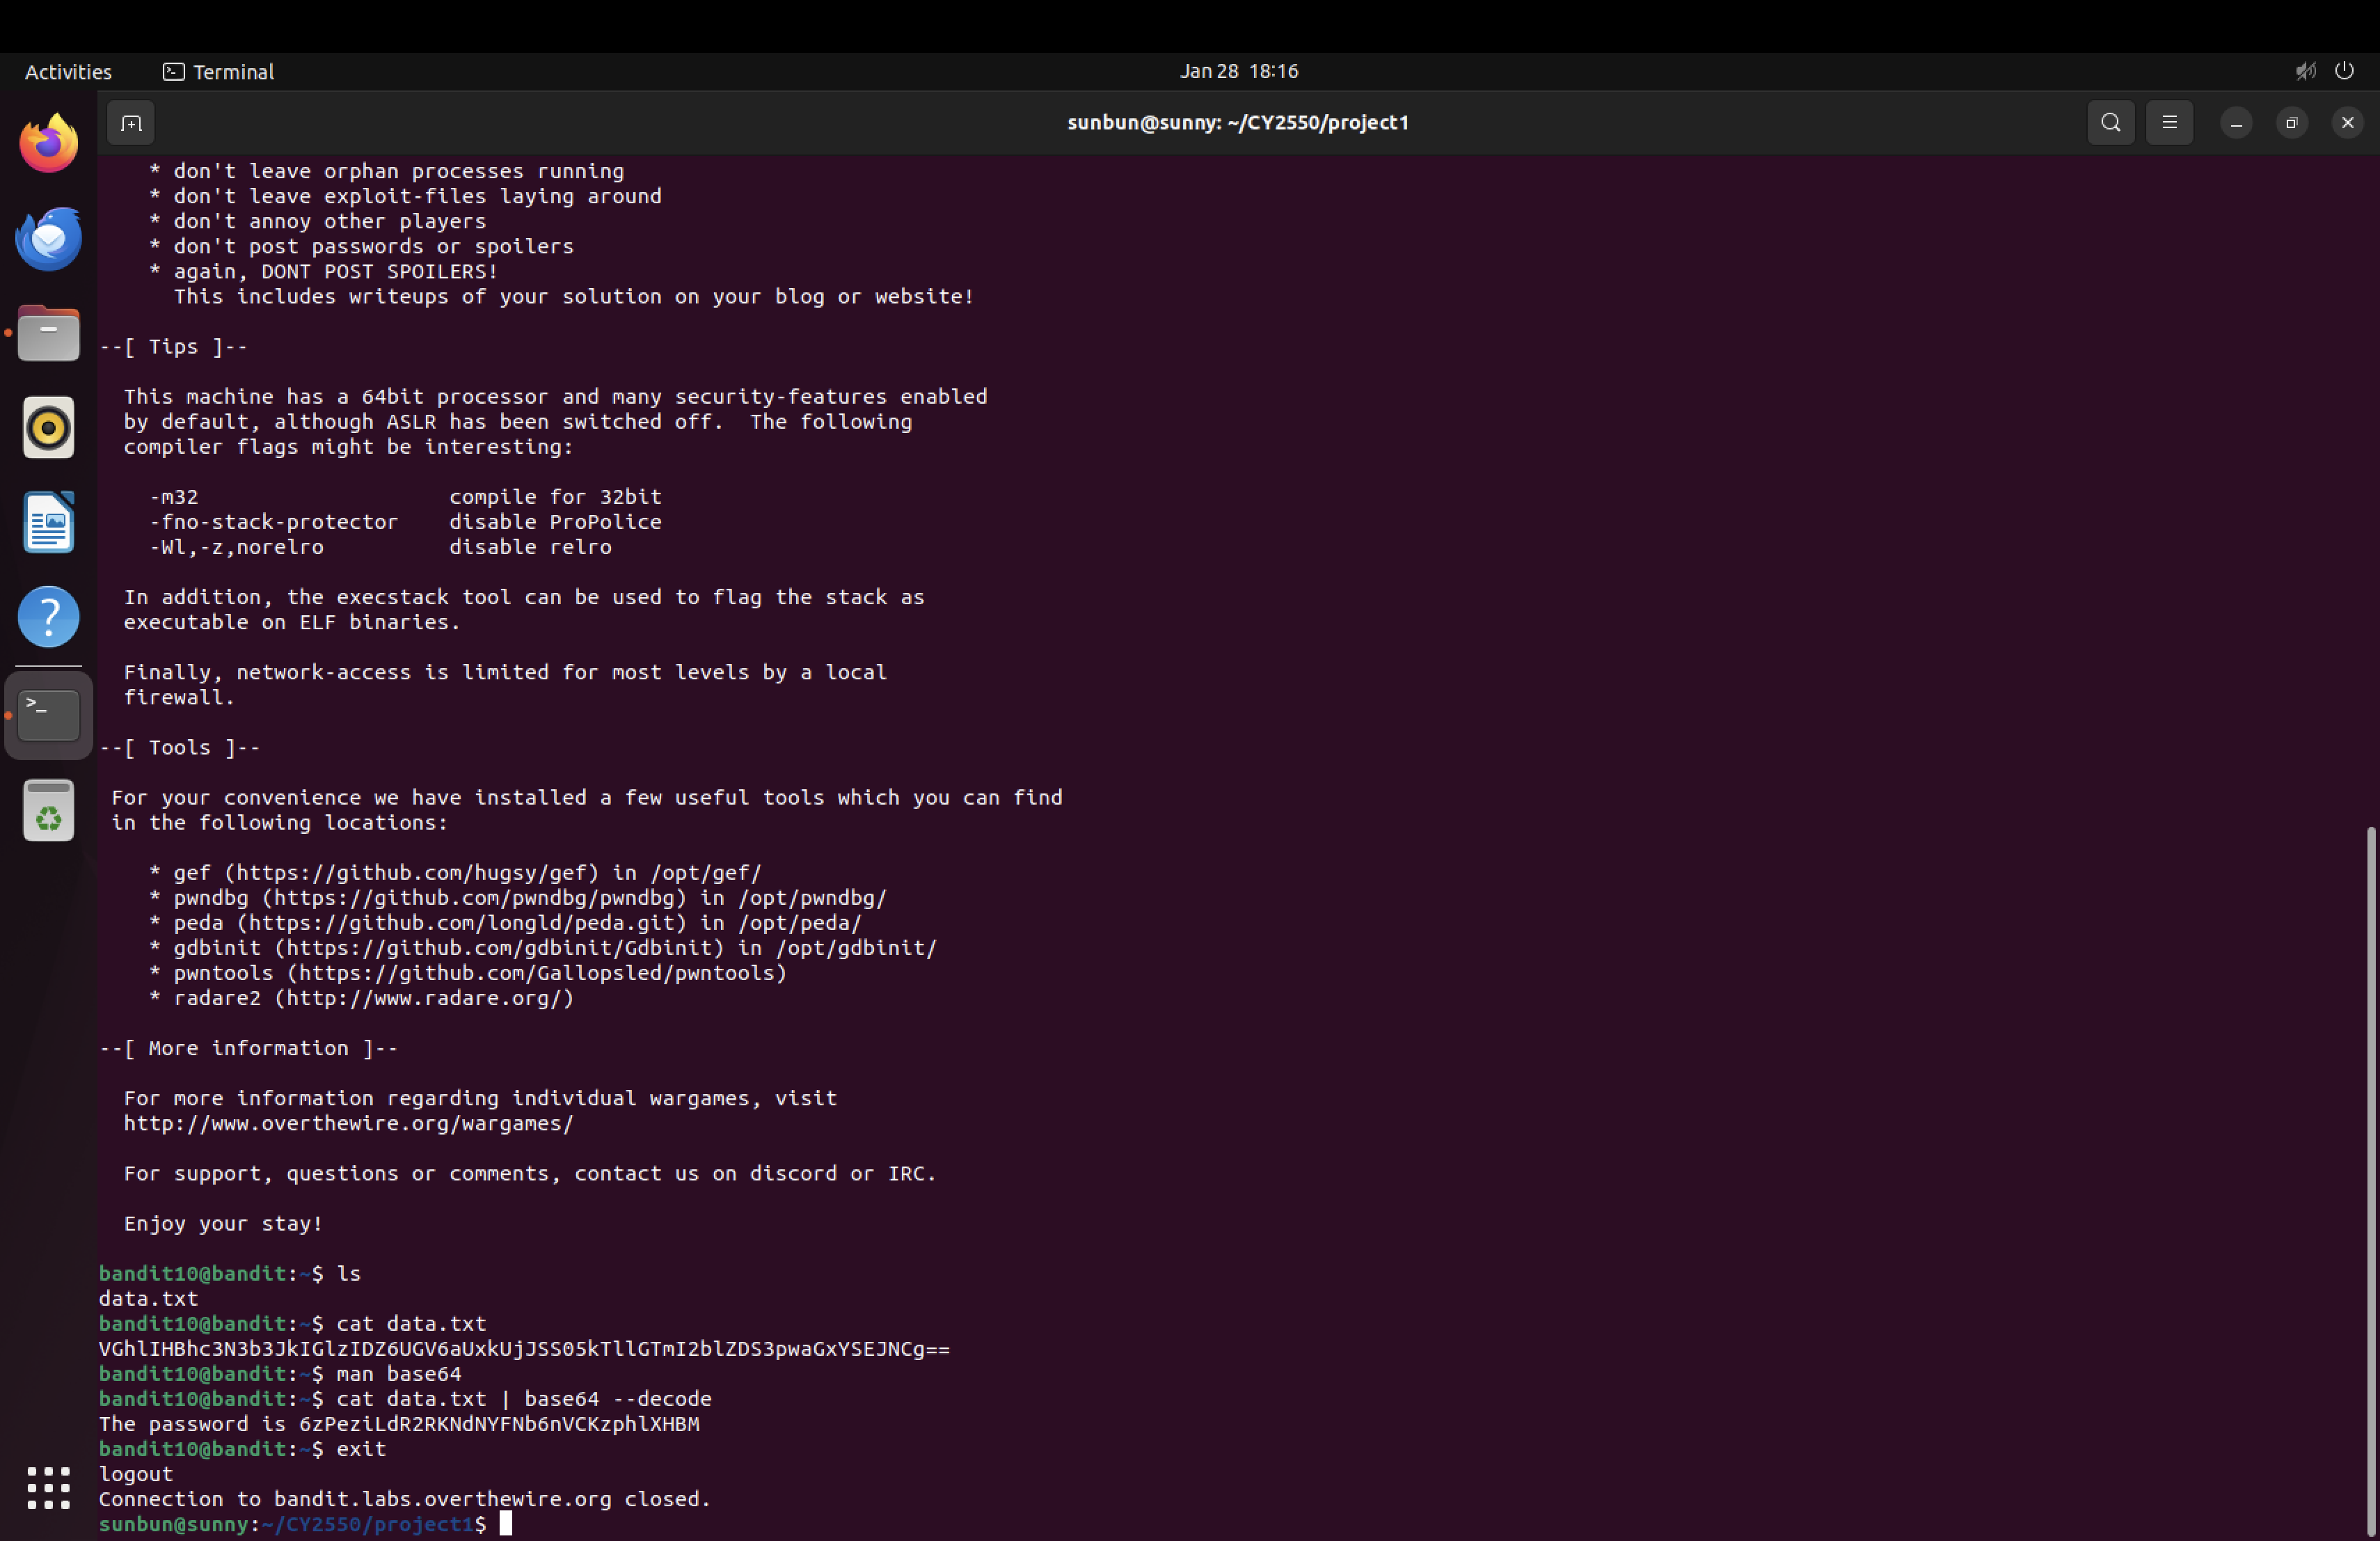 Activities
Terminal
Jan 28 18:16
sunbun@sunny: ~/CY2550/project1
* don't leave orphan processes running
* don't leave exploit-files laying around
* don't annoy other players
* don't post passwords or spoilers
* again, DONT POST SPOILERS!
This includes writeups of your solution on your blog or website!
--[ Tips ]--
This machine has a 64bit processor and many security-features enabled
by default, although ASLR has been switched off.  The following
compiler flags might be interesting:
-m32                    compile for 32bit
-fno-stack-protector    disable ProPolice
-Wl,-z,norelro          disable relro
In addition, the execstack tool can be used to flag the stack as
executable on ELF binaries.
Finally, network-access is limited for most levels by a local
firewall.
--[ Tools ]--
For your convenience we have installed a few useful tools which you can find
in the following locations:
* gef (https://github.com/hugsy/gef) in /opt/gef/
* pwndbg (https://github.com/pwndbg/pwndbg) in /opt/pwndbg/
* peda (https://github.com/longld/peda.git) in /opt/peda/
* gdbinit (https://github.com/gdbinit/Gdbinit) in /opt/gdbinit/
* pwntools (https://github.com/Gallopsled/pwntools)
* radare2 (http://www.radare.org/)
--[ More information ]--
For more information regarding individual wargames, visit
http://www.overthewire.org/wargames/
For support, questions or comments, contact us on discord or IRC.
Enjoy your stay!
bandit10@bandit:~$ ls
data.txt
bandit10@bandit:~$ cat data.txt
VGhlIHBhc3N3b3JkIGlzIDZ6UGV6aUxkUjJSS05kTllGTmI2blZDS3pwaGxYSEJNCg==
bandit10@bandit:~$ man base64
bandit10@bandit:~$ cat data.txt | base64 --decode
The password is 6zPeziLdR2RKNdNYFNb6nVCKzphlXHBM
bandit10@bandit:~$ exit
logout
Connection to bandit.labs.overthewire.org closed.
sunbun@sunny:~/CY2550/project1$